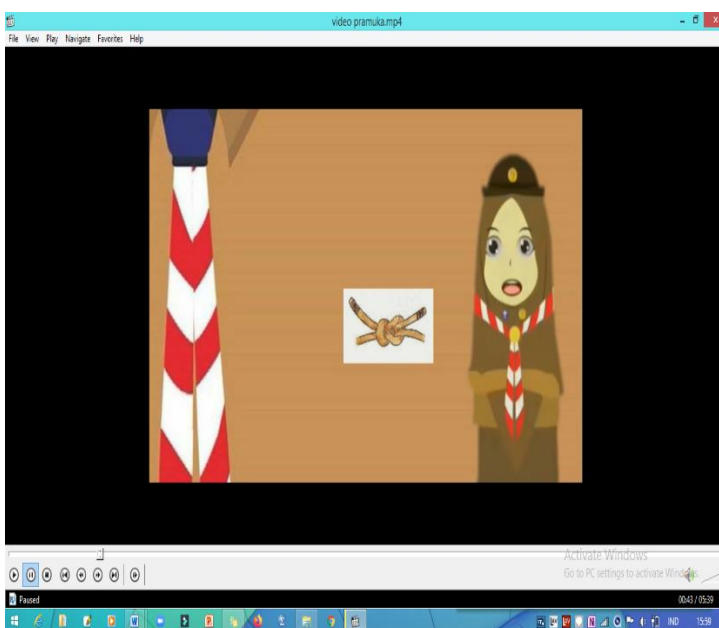 video pramuka.mp4
File View Play Navigate Favorites Help
Activate Windows
Go to PC settings to activate Windows.
Paused
00:43 / 05:39
IND 15:59